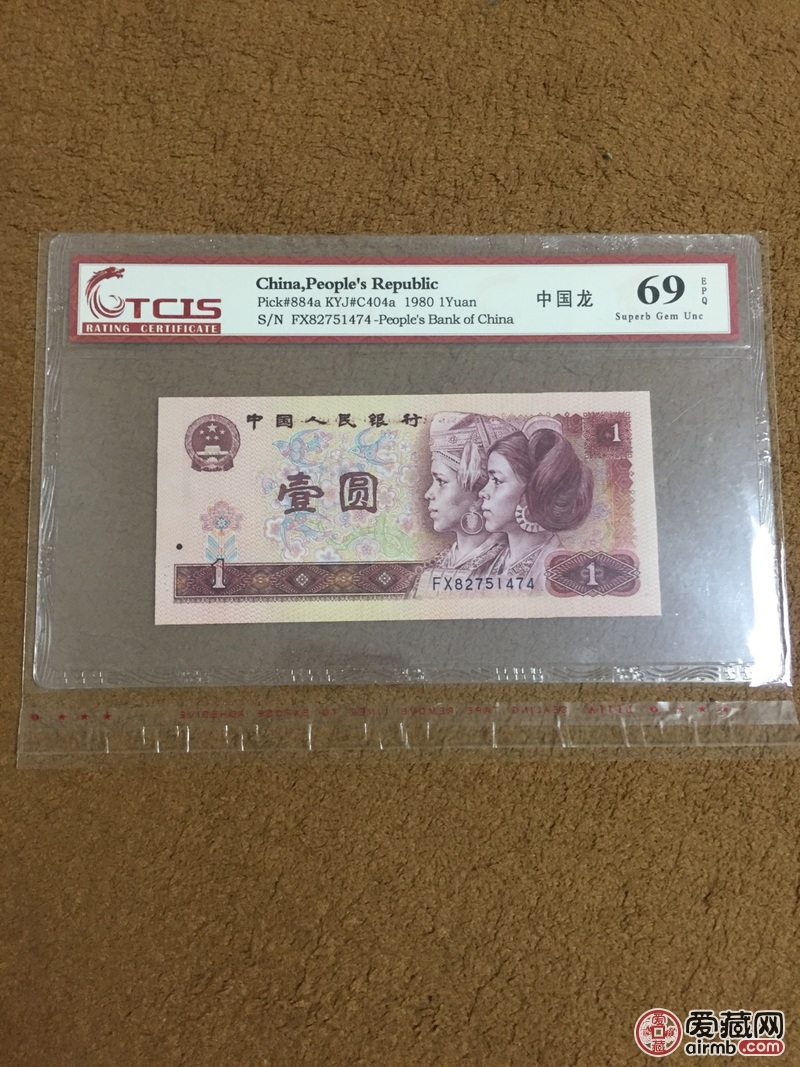 China,People's Republic
Pick#884a KYJ#C404a 1980 1Yuan
S/N FX82751474-People's Bank of China
中国龙
69
EPQ
Superb Gem Unc
TCIS
RATING CERTIFICATE
中国人民银行
1
壹圆
1
FX82751474
1
爱藏网
airmb.com